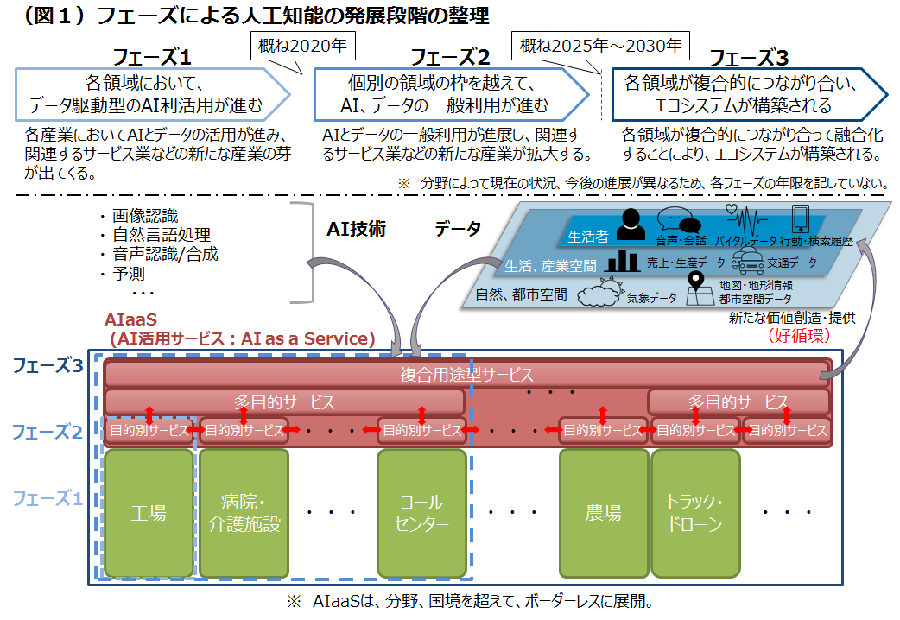 （図１）フェーズによる人工知能の発展段階の整理
フェーズ1
概ね2020年
フェーズ2
概ね2025年～2030年
フェーズ3
各領域において、
データ駆動型のAI利活用が進む
個別の領域の枠を越えて、
AI、データの一般利用が進む
各領域が複合的につながり合い、
エコシステムが構築される
各産業においてAIとデータの活用が進み、
関連するサービス業などの新たな産業の芽
が出てくる。
AIとデータの一般利用が進展し、関連す
るサービス業などの新たな産業が拡大する。
各領域が複合的につながり合って融合化
することにより、エコシステムが構築される。
※ 分野によって現在の状況、今後の進展が異なるため、各フェーズの年限を記していない。
・画像認識
・自然言語処理
・音声認識/合成
・予測
・・・
AI技術
データ
生活者
音声・会話
バイタルデータ
行動・検索履歴
生活、産業空間
売上・生産データ
交通データ
自然、都市空間
気象データ
地図・地形情報
都市空間データ
新たな価値創造・提供
（好循環）
AIaaS
（AI活用サービス：AI as a Service）
フェーズ3
複合用途型サービス
・・・
多目的サービス
多目的サービス
フェーズ2
目的別サービス
目的別サービス
・・・
目的別サービス
・・・
目的別サービス
目的別サービス
目的別サービス
フェーズ1
工場
病院・
介護施設
・・・
コール
センター
・・・
農場
トラック・
ドローン
・・・
※ AIaaSは、分野、国境を超えて、ボーダーレスに展開。